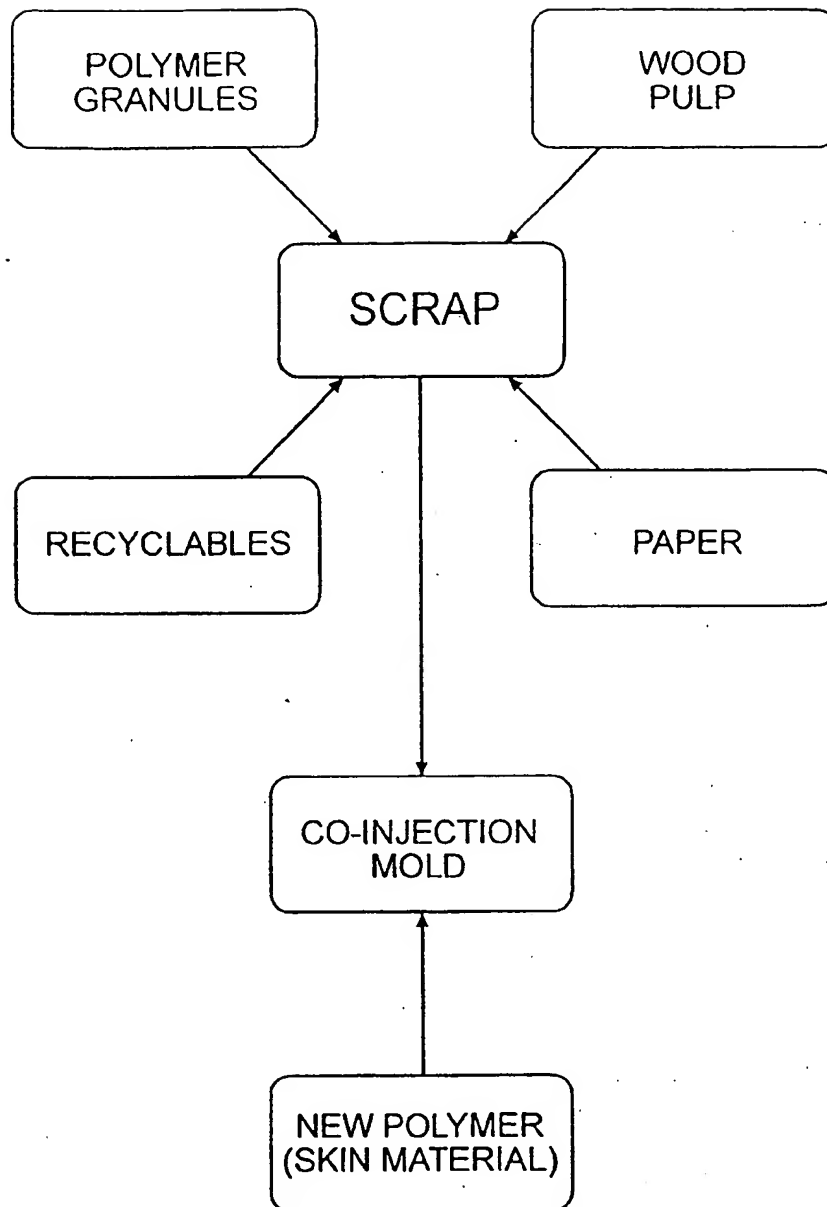 POLYMER
GRANULES
WOOD
PULP
SCRAP
RECYCLABLES
PAPER
CO-INJECTION
MOLD
NEW POLYMER
(SKIN MATERIAL)